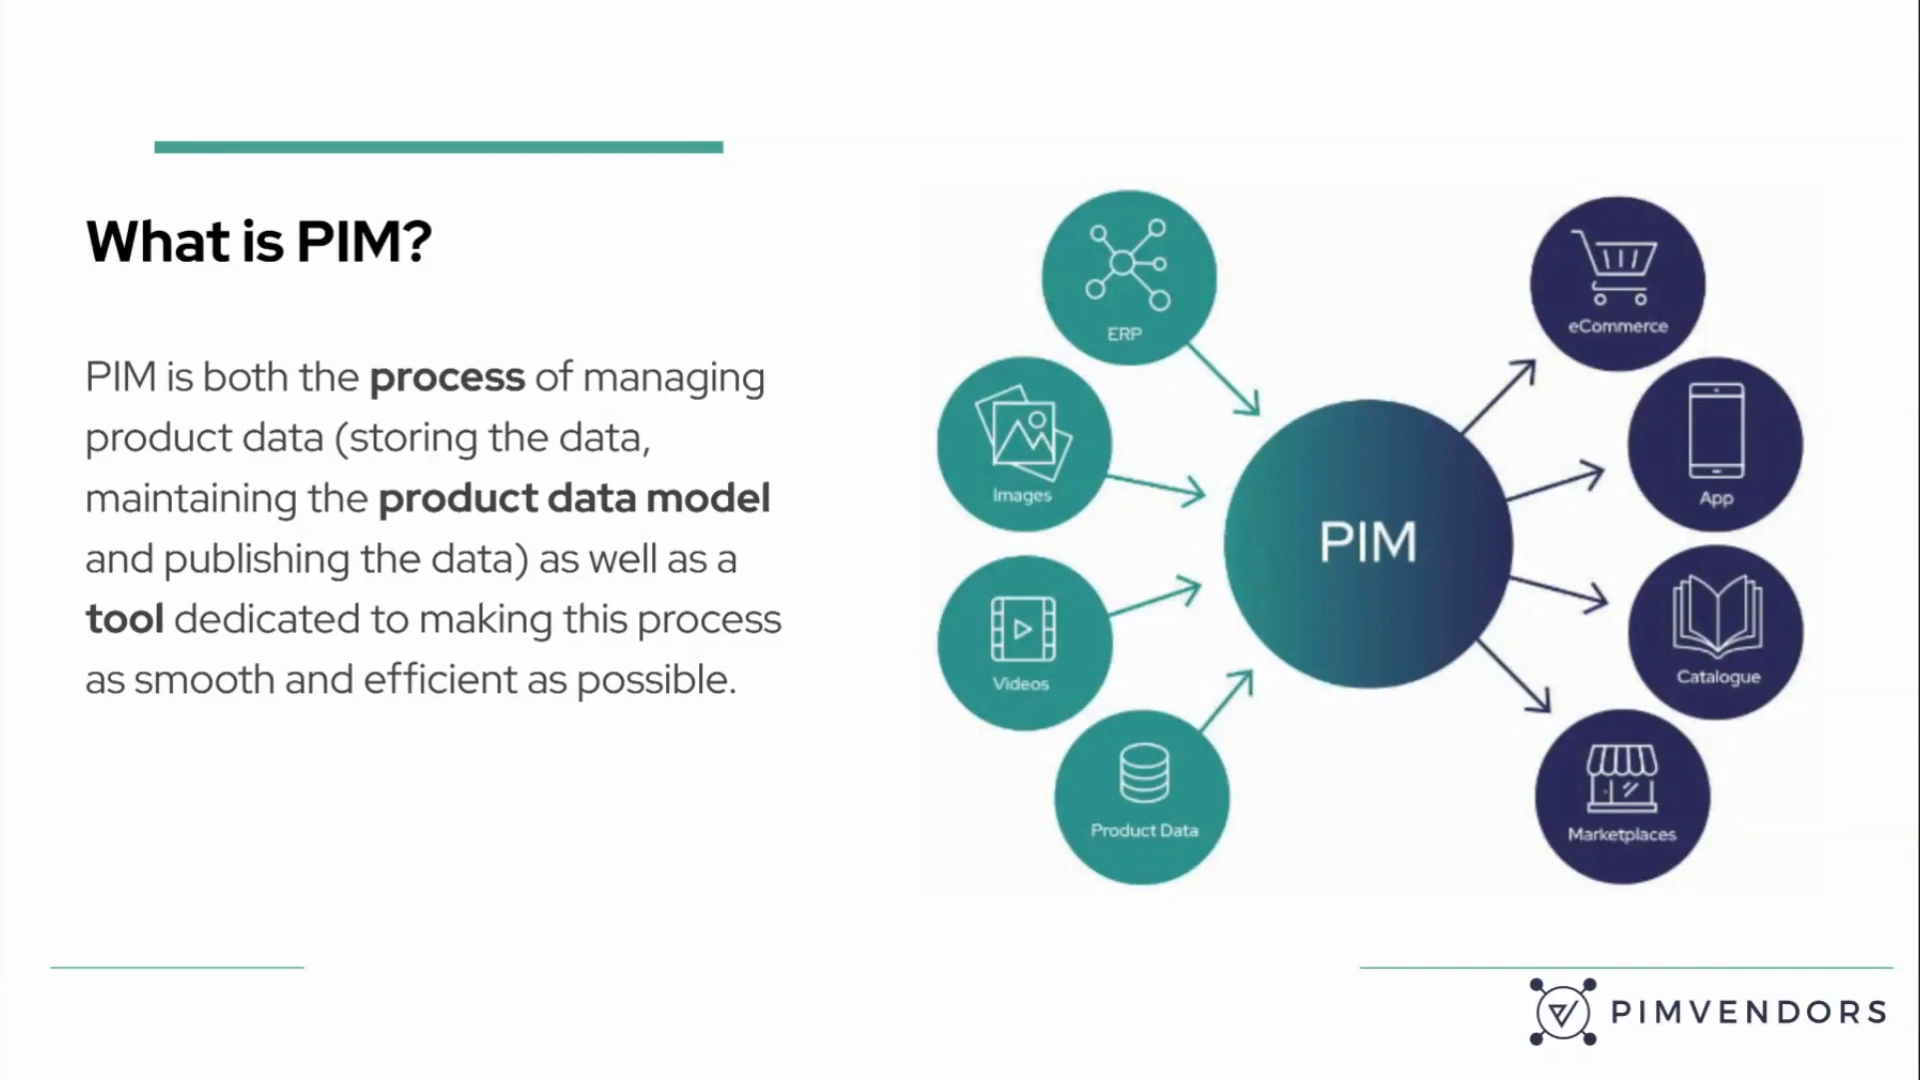 What is PIM?
PIM is both the process of managing
product data (storing the data,
maintaining the product data model
and publishing the data) as well as a
tool dedicated to making this process
as smooth and efficient as possible.
ERP
Images
Videos
Product Data
PIM
eCommerce
App
Catalogue
Marketplaces
PIMVENDORS